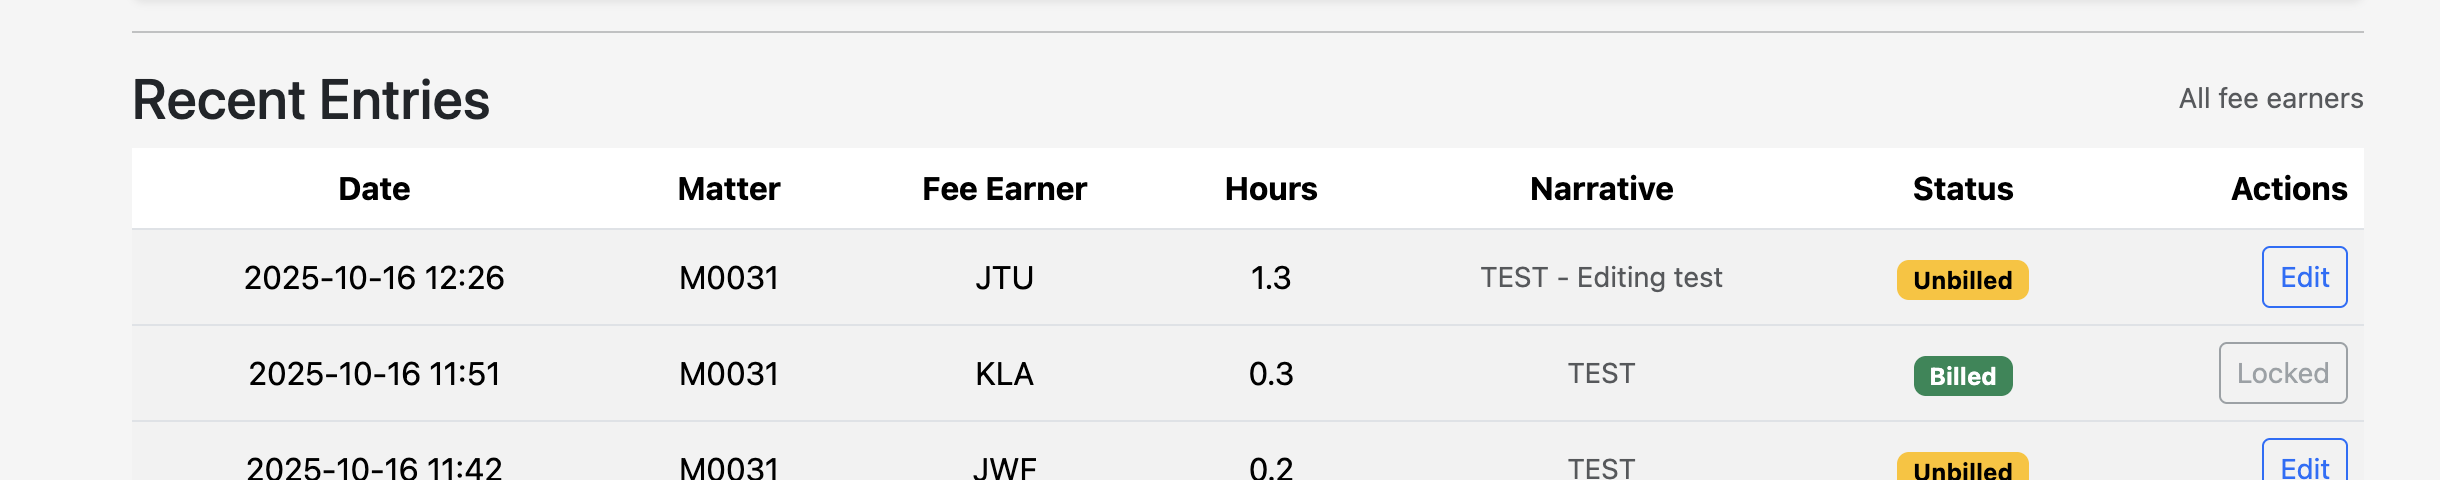 Recent Entries
All fee earners
Date Matter Fee Earner Hours Narrative Status Actions
2025-10-16 12:26 M0031 JTU 1.3 TEST - Editing test Unbilled Edit
2025-10-16 11:51 M0031 KLA 0.3 TEST Billed Locked
2025-10-16 11:42 M0031 JWF 0.2 TEST Unbilled Edit